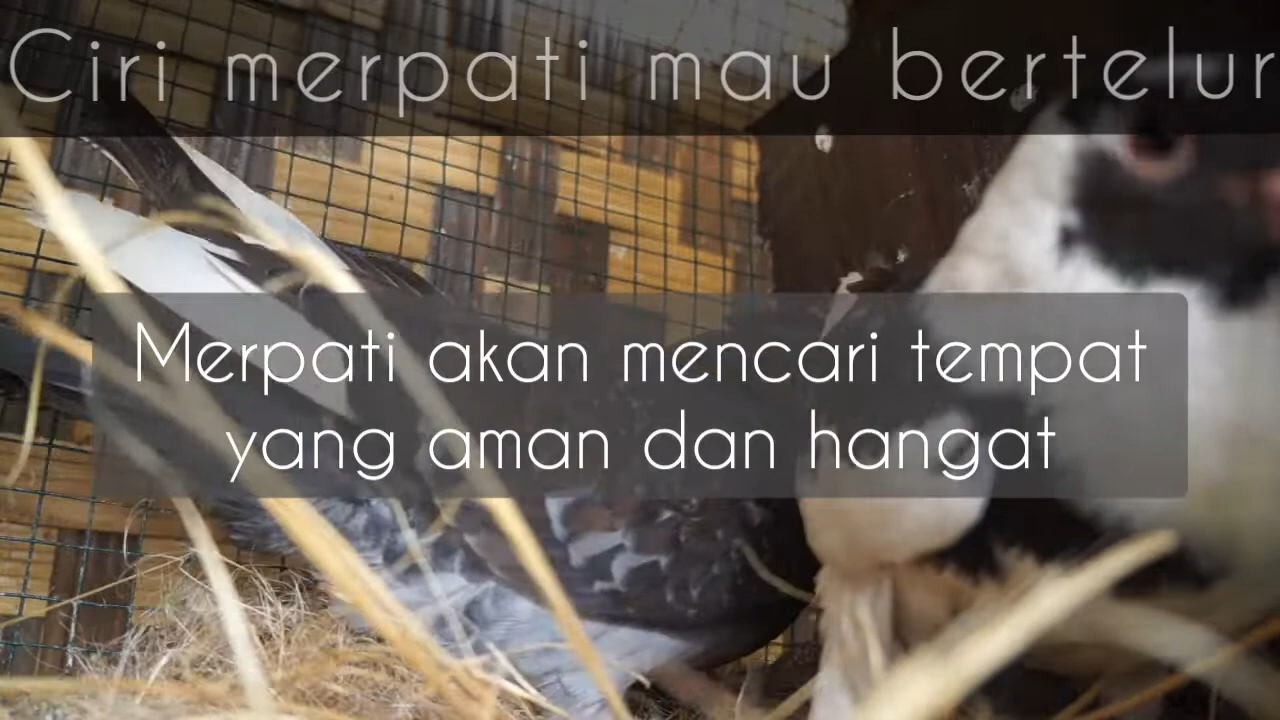 Ciri merpati mau bertelur
Merpati akan mencari tempat
yang aman dan hangat